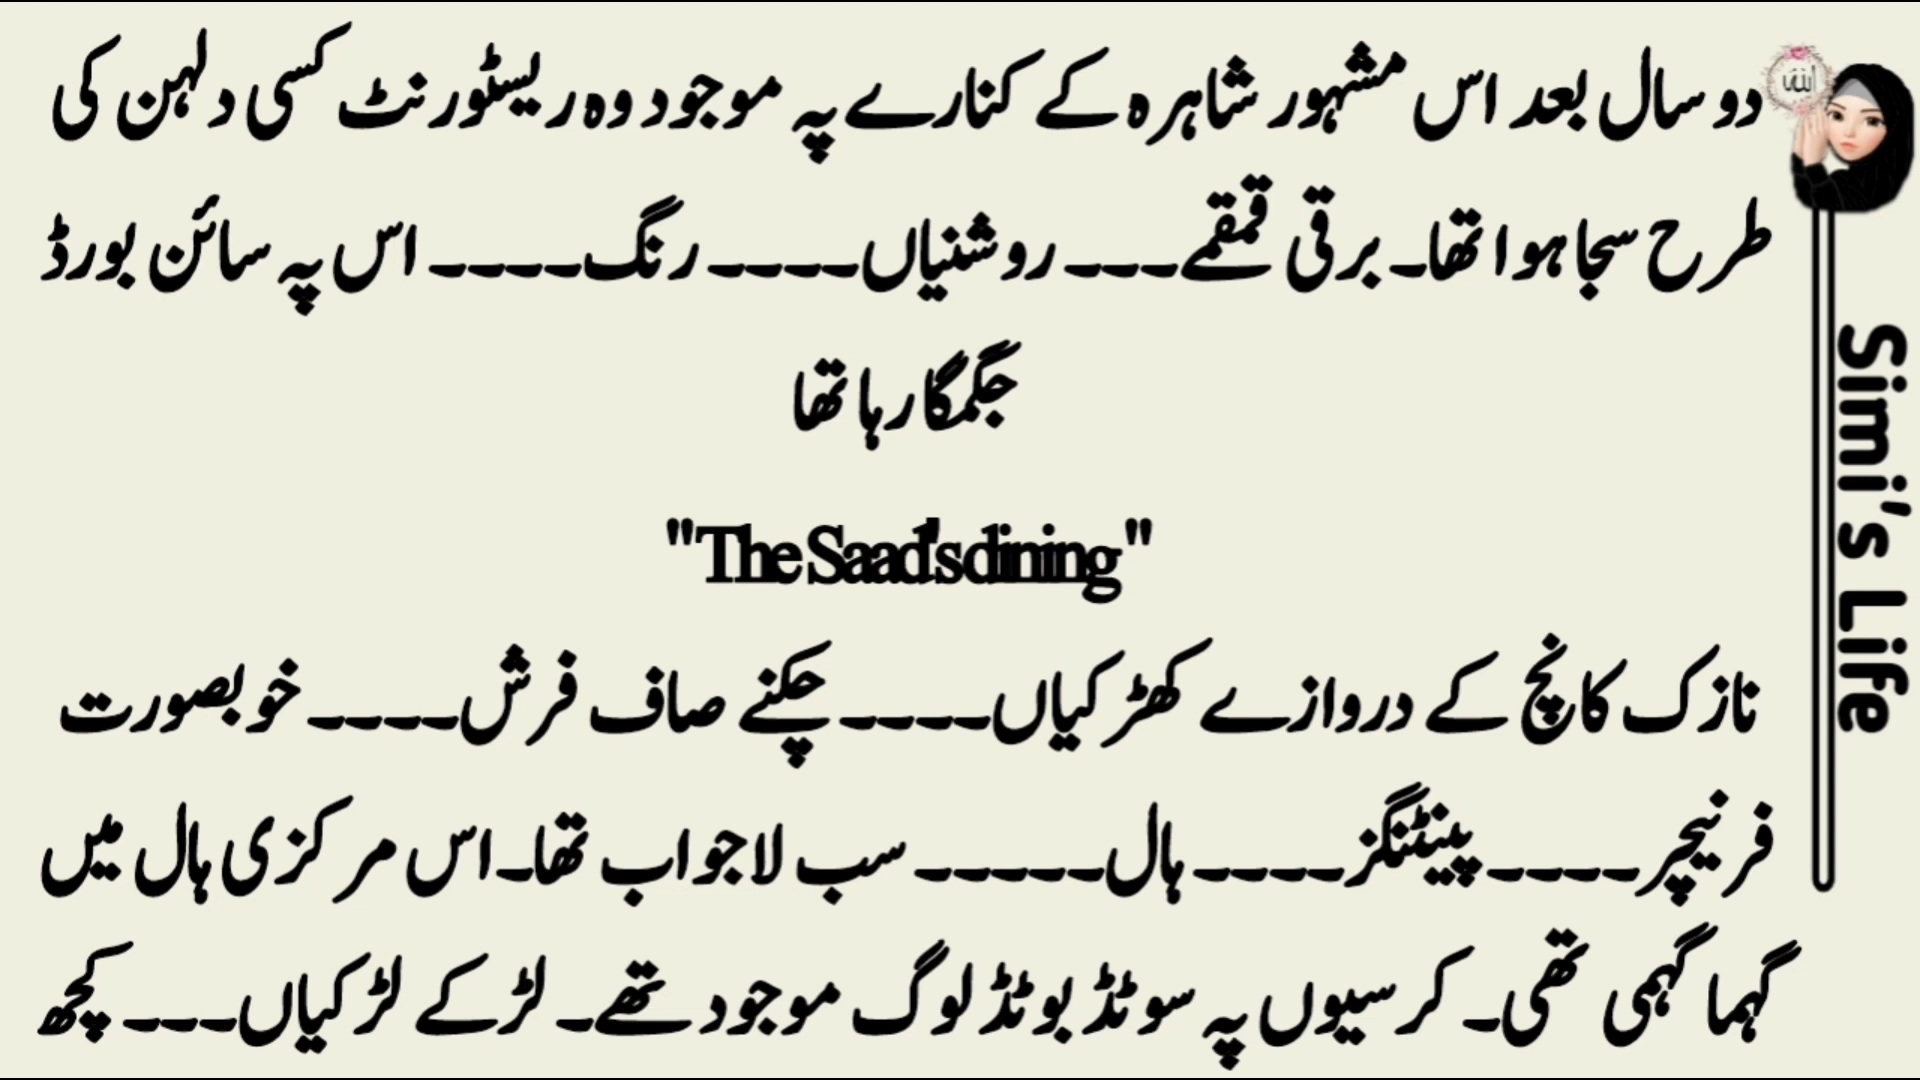 دو سال بعد اس مشہور شاہرہ کے کنارے پہ موجود وہ ریسٹورنٹ کسی دلہن کی
طرح سجا ہوا تھا۔ برقی قمقمے۔۔۔ روشنیاں۔۔۔۔ رنگ۔۔۔۔ اس پہ سائن بورڈ
جگمگا رہا تھا
"The Saad's dining"
نازک کانچ کے دروازے کھڑکیاں۔۔۔۔ چکنے صاف فرش۔۔۔۔ خوبصورت
فرنیچر۔۔۔۔ پینٹنگز۔۔۔۔ ہال۔۔۔۔۔ سب لاجواب تھا۔اس مرکزی ہال میں
گہما گہمی تھی۔ کرسیوں پہ سوٹڈ بوٹڈ لوگ موجود تھے۔ لڑکے لڑکیاں۔۔۔ کچھ
الله
Simi's Life